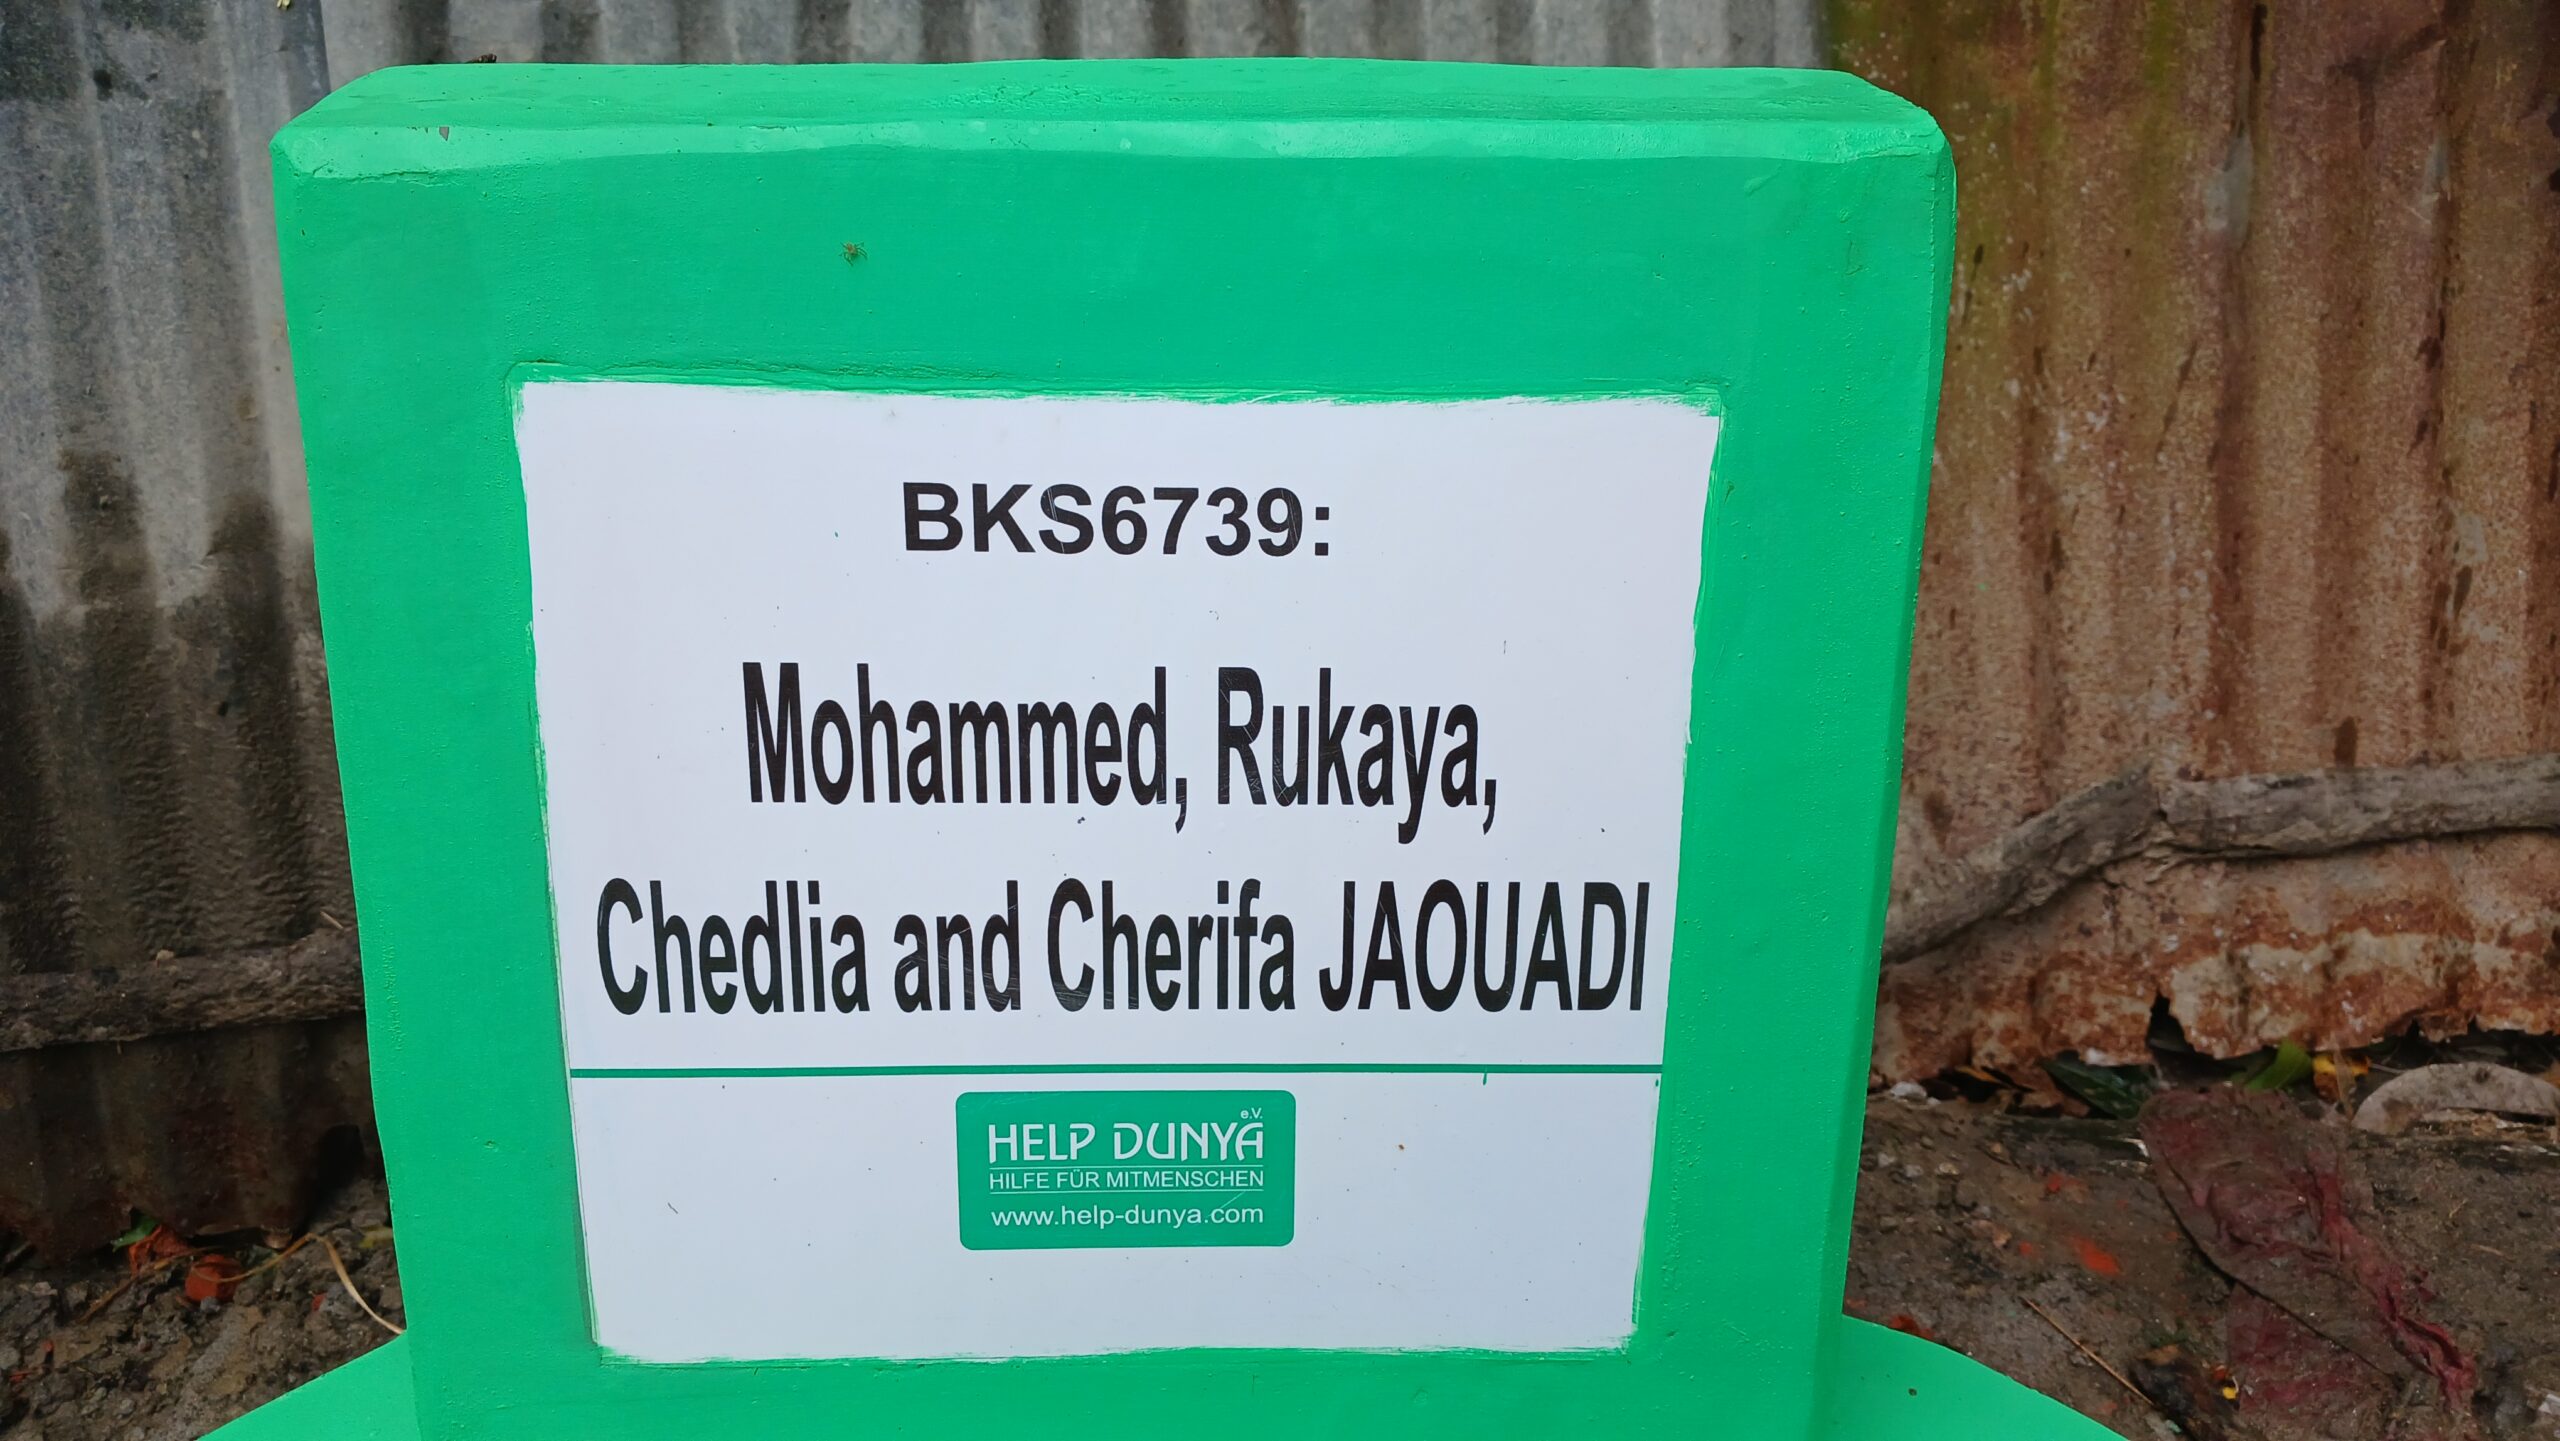 BKS6739:
Mohammed, Rukaya,
Chedlia and Cherifa JAOUADI
e.V.
HELP DUNYA
HILFE FÜR MITMENSCHEN
www.help-dunya.com